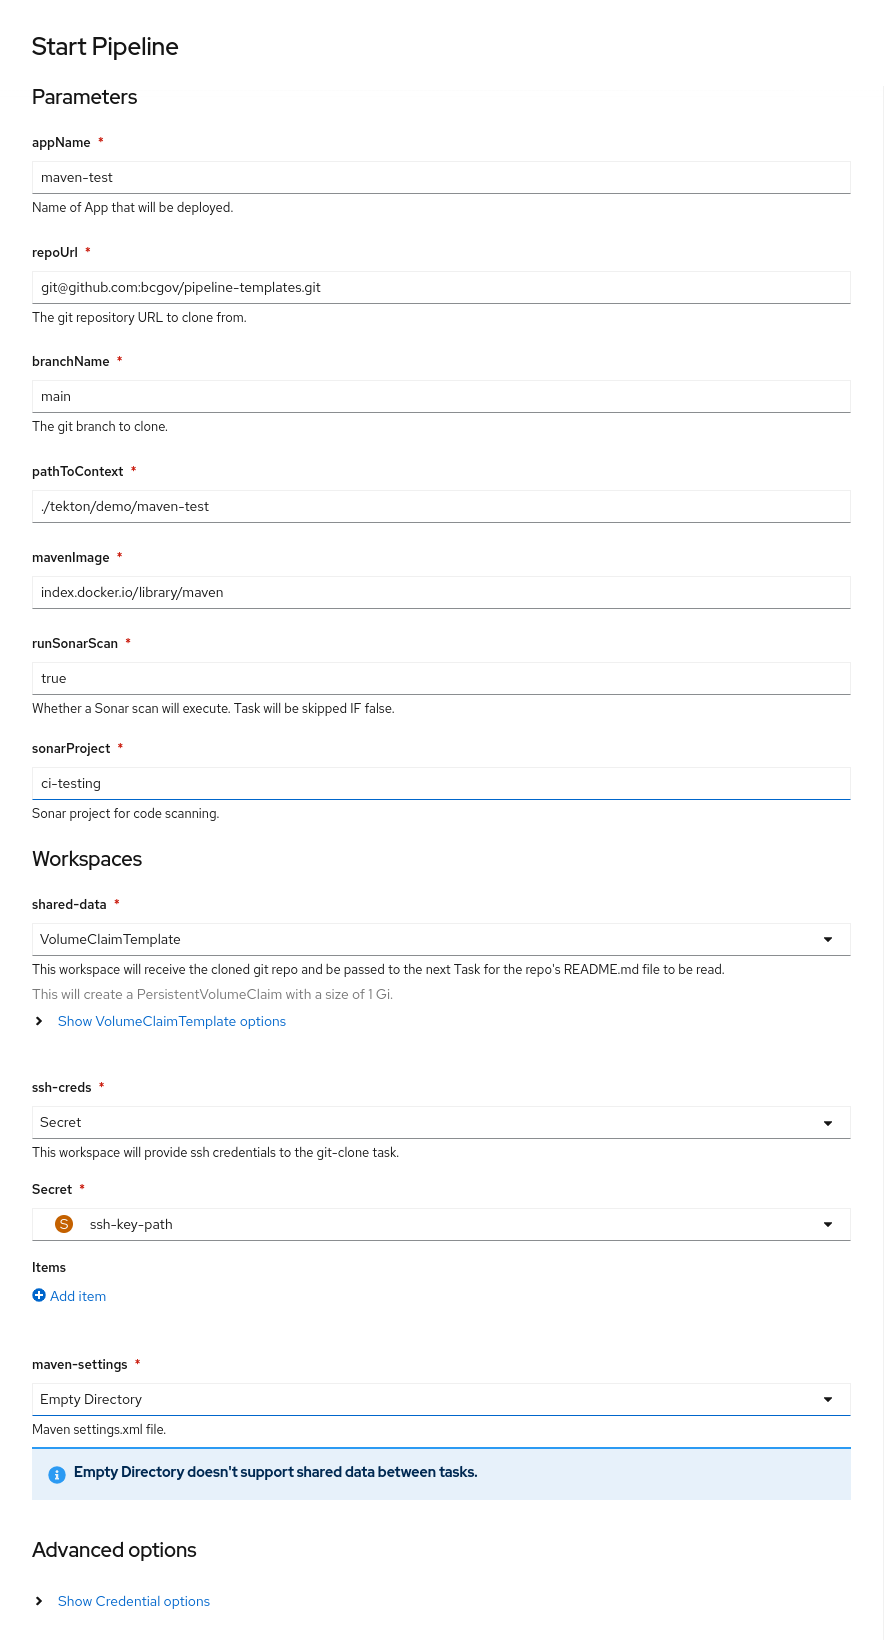 Start Pipeline
Parameters
appName *
maven-test
Name of App that will be deployed.
repoUrl *
git@github.com:bcgov/pipeline-templates.git
The git repository URL to clone from.
branchName *
main
The git branch to clone.
pathToContext *
./tekton/demo/maven-test
mavenImage *
index.docker.io/library/maven
runSonarScan *
true
Whether a Sonar scan will execute. Task will be skipped IF false.
sonarProject *
ci-testing
Sonar project for code scanning.
Workspaces
shared-data *
VolumeClaimTemplate
This workspace will receive the cloned git repo and be passed to the next Task for the repo's README.md file to be read.
This will create a PersistentVolumeClaim with a size of 1 Gi.
Show VolumeClaimTemplate options
ssh-creds *
Secret
This workspace will provide ssh credentials to the git-clone task.
Secret *
S ssh-key-path
Items
Add item
maven-settings *
Empty Directory
Maven settings.xml file.
Empty Directory doesn't support shared data between tasks.
Advanced options
Show Credential options